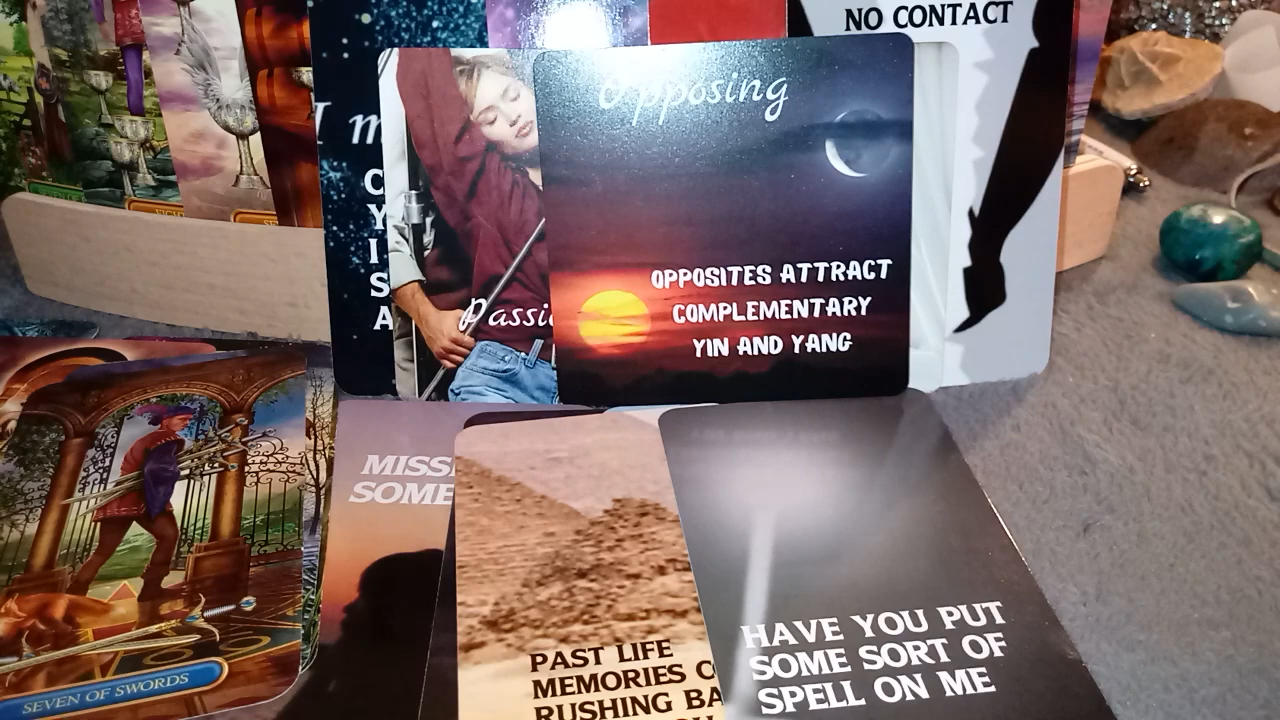 NO CONTACT
Opposing
I m
C
Y
I
S
A
OPPOSITES ATTRACT
COMPLEMENTARY
YIN AND YANG
Passi
MISS
SOME
PAST LIFE
MEMORIES
RUSHING BA
HAVE YOU PUT
SOME SORT OF
SPELL ON ME
SEVEN OF SWORDS